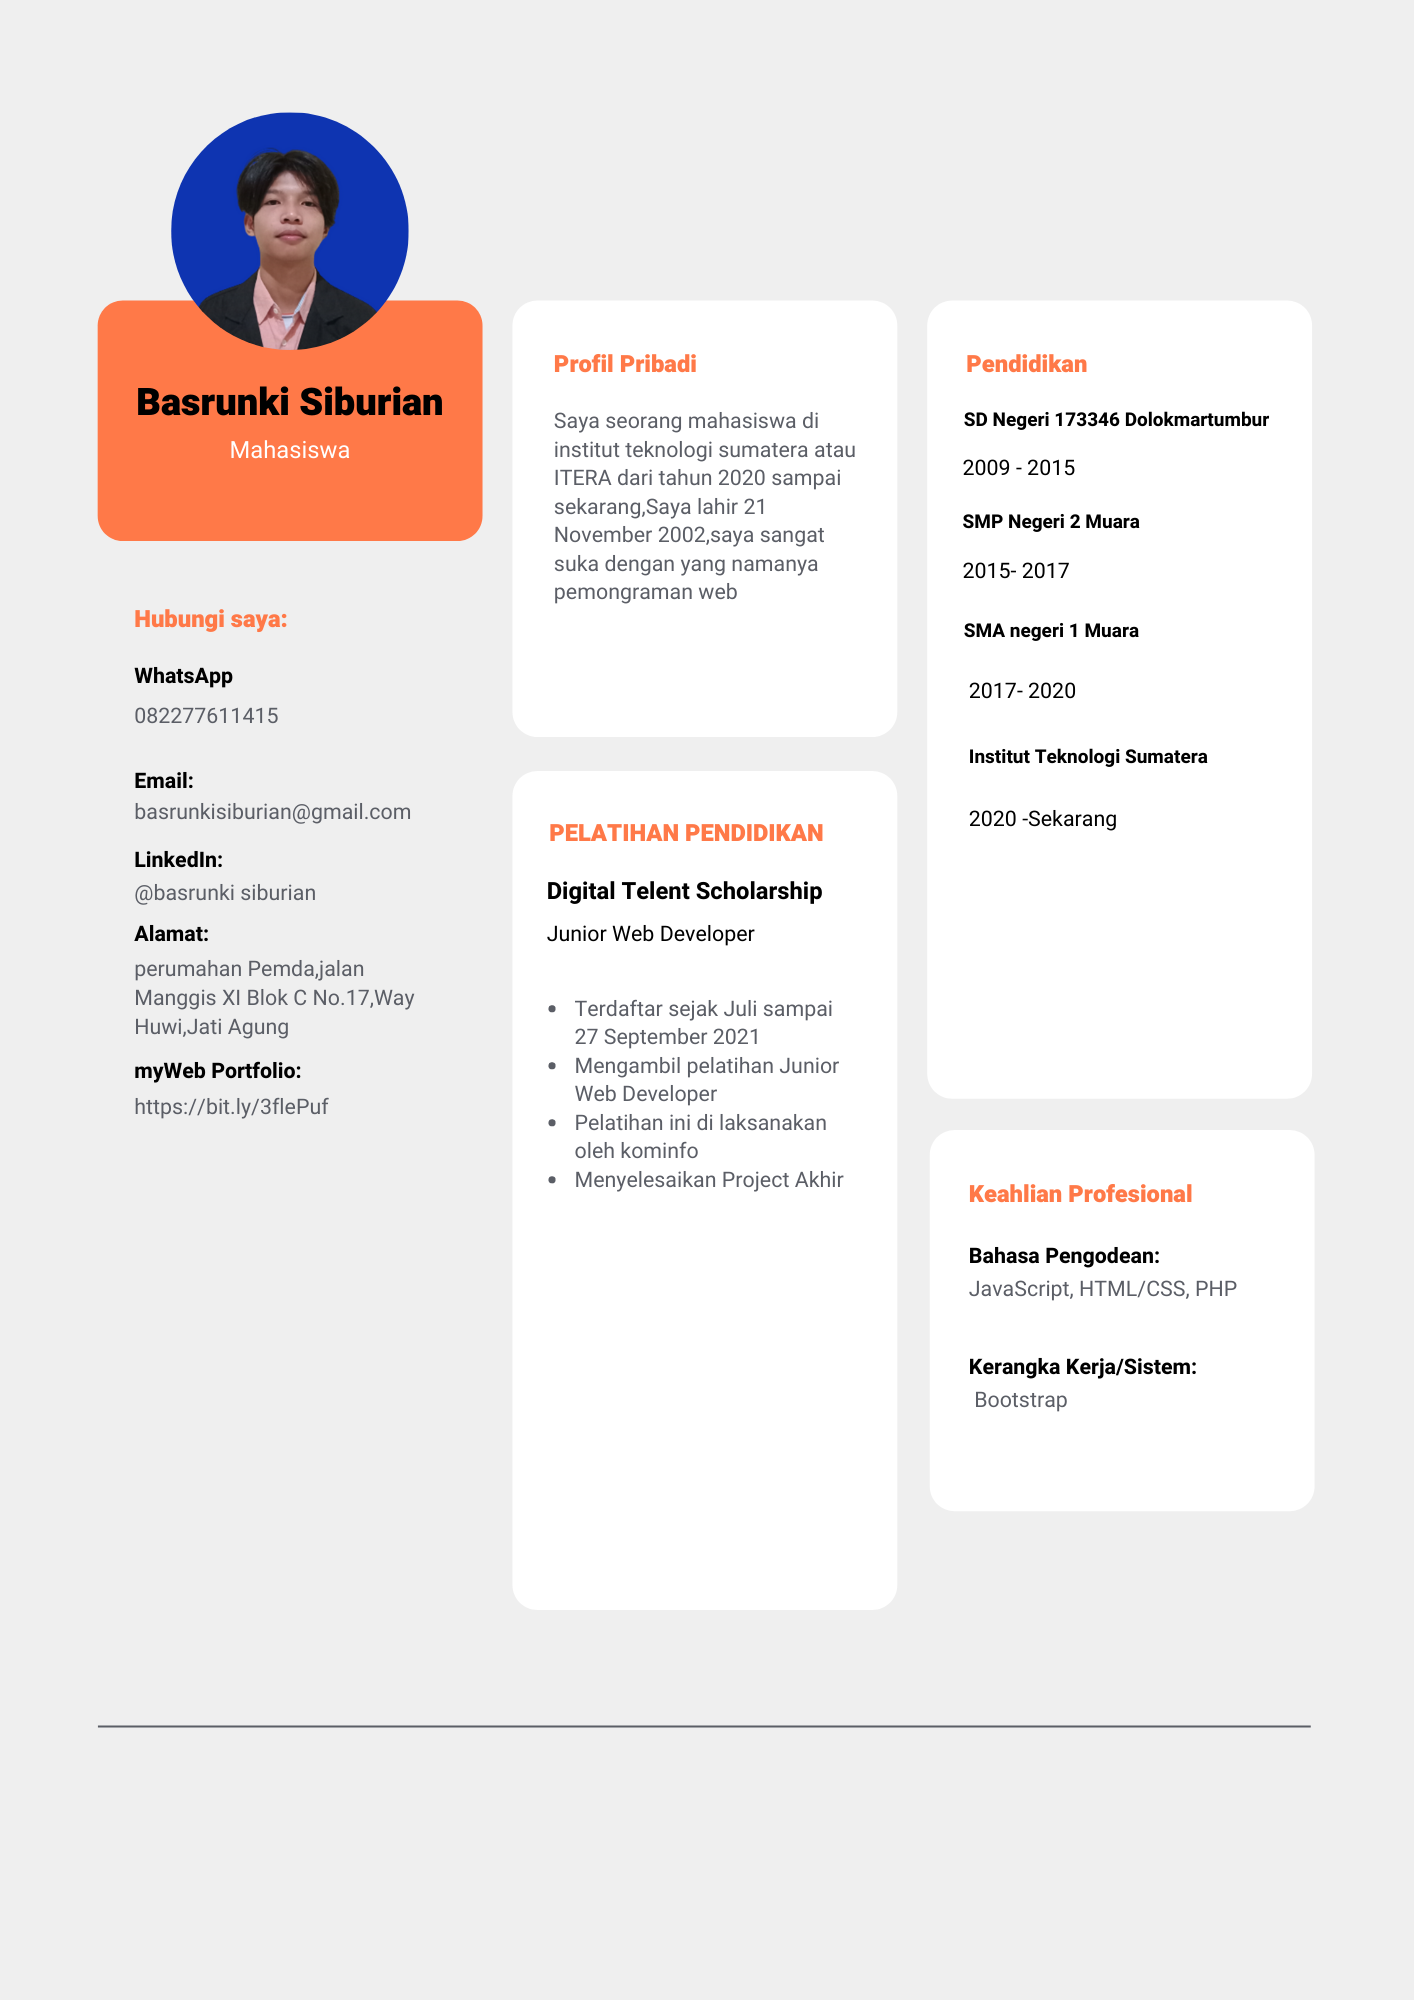 Basrunki Siburian
Mahasiswa
Hubungi saya:
WhatsApp
082277611415
Email:
basrunkisiburian@gmail.com
LinkedIn:
@basrunki siburian
Alamat:
perumahan Pemda,jalan
Manggis XI Blok C No.17,Way
Huwi,Jati Agung
myWeb Portfolio:
https://bit.ly/3flePuf
Profil Pribadi
Saya seorang mahasiswa di
institut teknologi sumatera atau
ITERA dari tahun 2020 sampai
sekarang,Saya lahir 21
November 2002,saya sangat
suka dengan yang namanya
pemongraman web
PELATIHAN PENDIDIKAN
Digital Telent Scholarship
Junior Web Developer
• Terdaftar sejak Juli sampai
27 September 2021
• Mengambil pelatihan Junior
Web Developer
• Pelatihan ini di laksanakan
oleh kominfo
• Menyelesaikan Project Akhir
Pendidikan
SD Negeri 173346 Dolokmartumbur
2009 - 2015
SMP Negeri 2 Muara
2015- 2017
SMA negeri 1 Muara
2017- 2020
Institut Teknologi Sumatera
2020 -Sekarang
Keahlian Profesional
Bahasa Pengodean:
JavaScript, HTML/CSS, PHP
Kerangka Kerja/Sistem:
Bootstrap